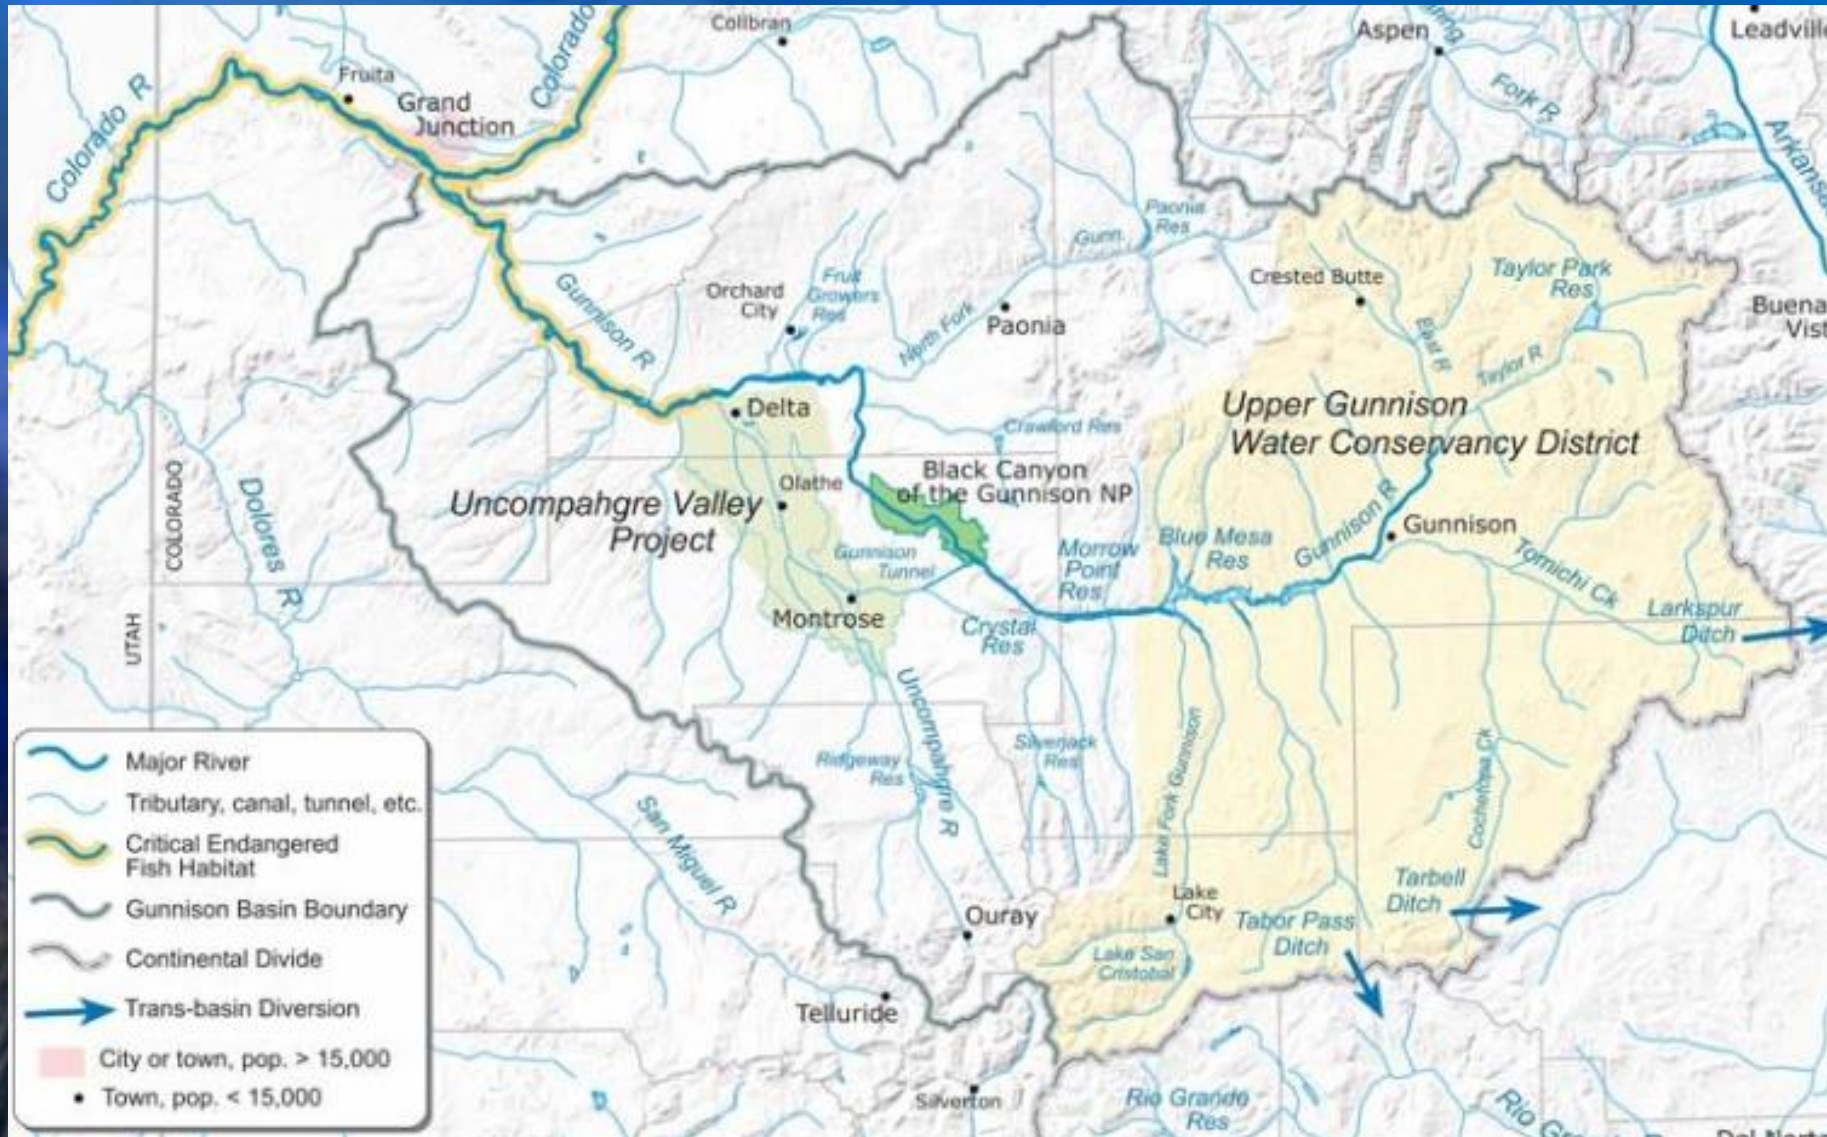 Collbran
Aspen
Leadville
Fork R
Colorado
Fruita
Grand
Junction
Colorado R
Arkansas
Paonia
Res
Gunn.
Crested Butte
Taylor Park
Res
Buena
Vist
Orchard
City
Fruit
Growers
Res
Gunnison R
North Fork
Paonia
East R
Taylor R
Delta
Upper Gunnison
Water Conservancy District
Crawford Res
COLORADO
Dolores R
Olathe
Black Canyon
of the Gunnison NP
Uncompahgre Valley
Project
Gunnison
Tunnel
Morrow
Point
Res
Blue Mesa
Res
Gunnison R
Gunnison
Tomichi Ck
Montrose
Crystal
Res
Larkspur
Ditch
UTAH
Uncompahgre R
Ridgeway
Res
Silverjack
Res
Lake Fork Gunnison
Cochetopa Ck
San Miguel R
Ouray
Lake
City
Tarbell
Ditch
Tabor Pass
Ditch
Lake San
Cristobal
Telluride
Silverton
Rio Grande
Res
Rio Gr
Del Norte
Major River
Tributary, canal, tunnel, etc.
Critical Endangered
Fish Habitat
Gunnison Basin Boundary
Continental Divide
Trans-basin Diversion
City or town, pop. > 15,000
Town, pop. < 15,000